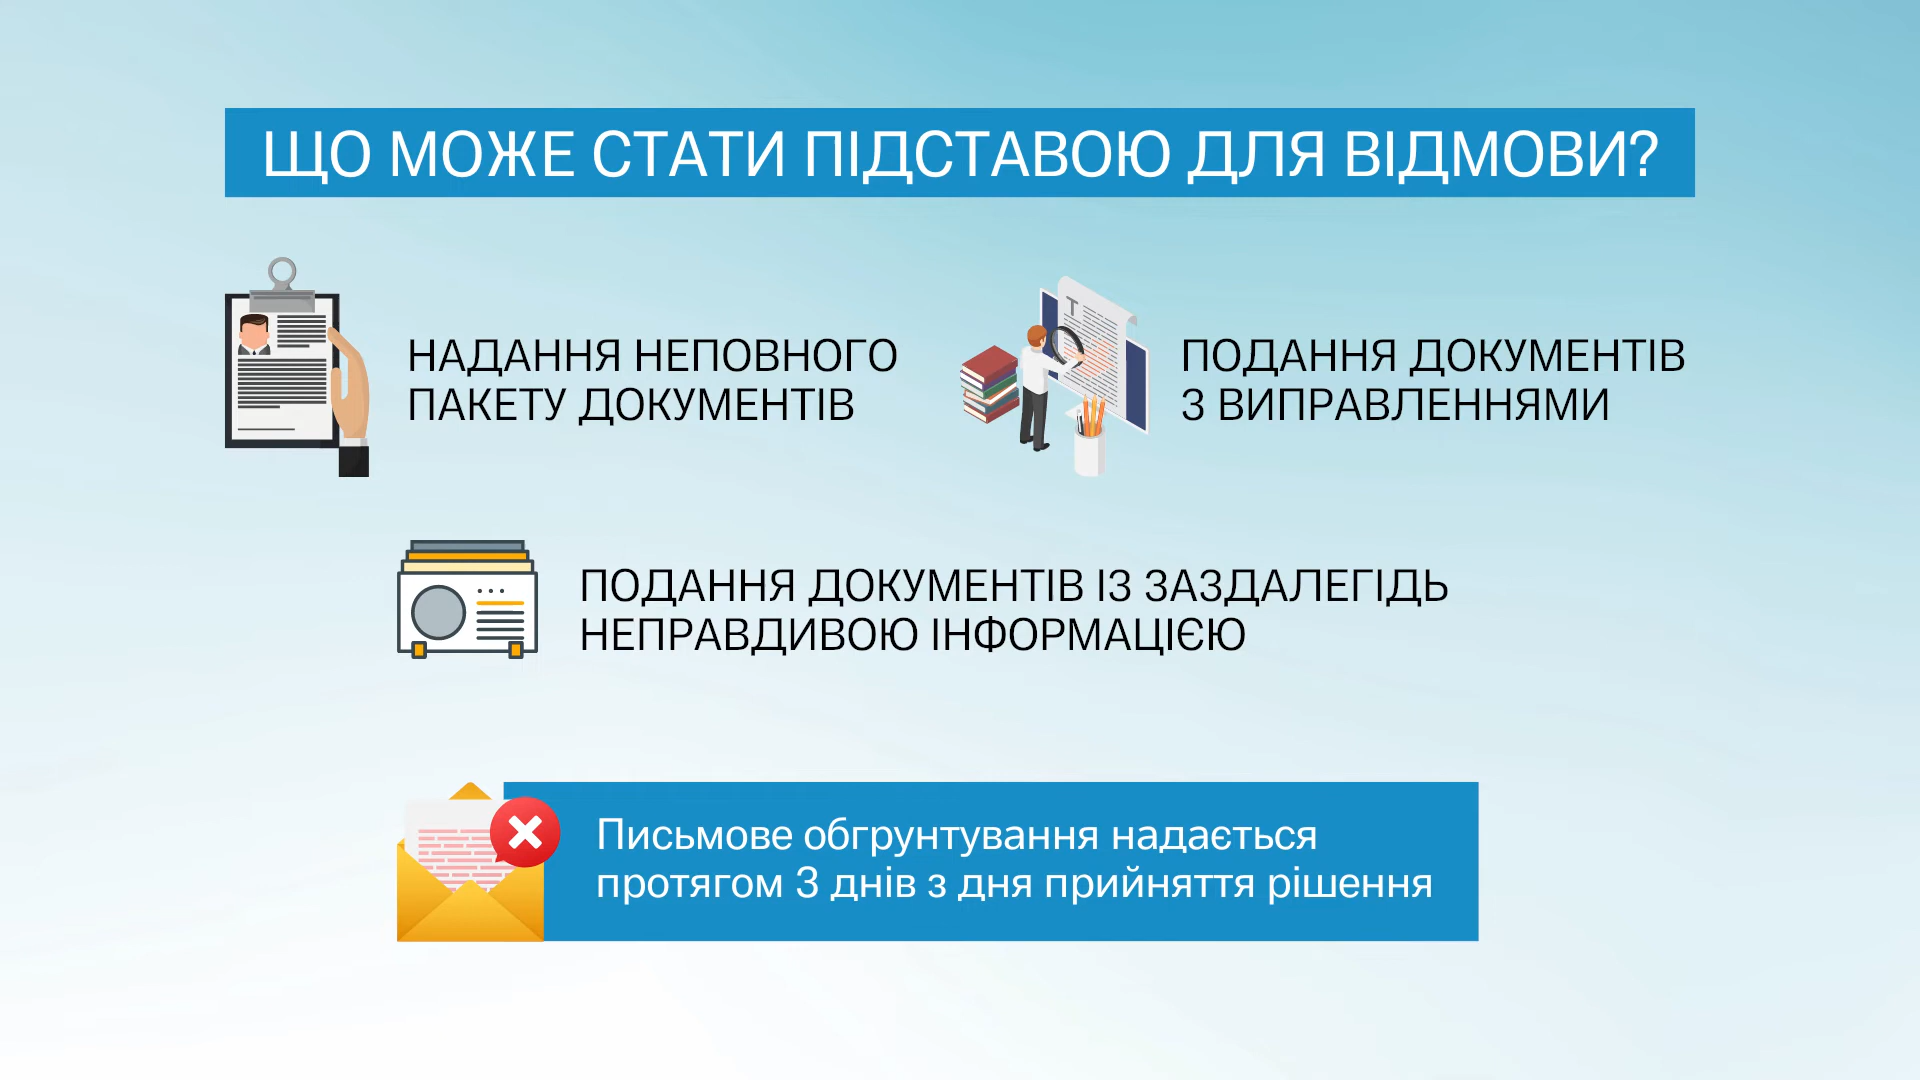 ЩО МОЖЕ СТАТИ ПІДСТАВОЮ ДЛЯ ВІДМОВИ?
НАДАННЯ НЕПОВНОГО
ПАКЕТУ ДОКУМЕНТІВ
ПОДАННЯ ДОКУМЕНТІВ
З ВИПРАВЛЕННЯМИ
ПОДАННЯ ДОКУМЕНТІВ ІЗ ЗАЗДАЛЕГІДЬ
НЕПРАВДИВОЮ ІНФОРМАЦІЄЮ
Письмове обгрунтування надається
протягом 3 днів з дня прийняття рішення